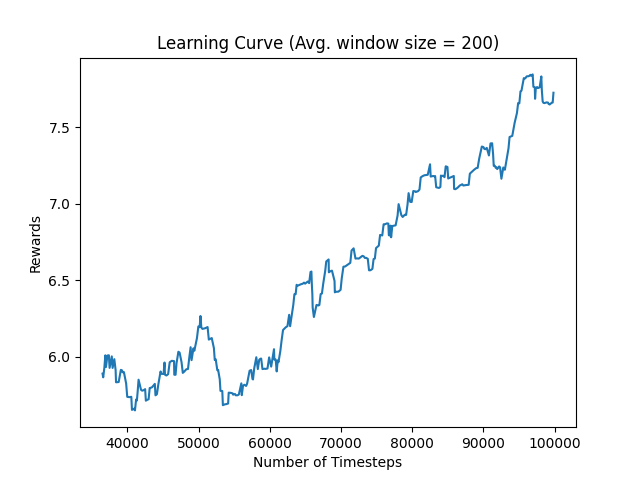 Learning Curve (Avg. window size = 200)
Rewards
7.5
7.0
6.5
6.0
40000 50000 60000 70000 80000 90000 100000
Number of Timesteps